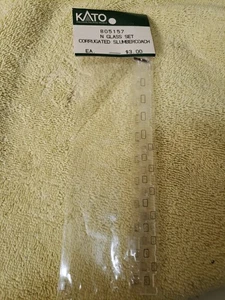 KATO
805157
N GLASS SET
CORRUGATED SLUMBERCOACH
EA $3.00